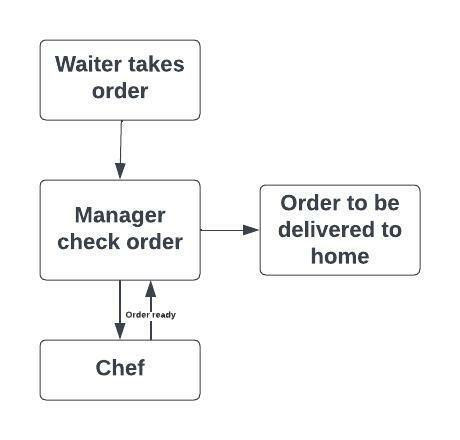 Waiter takes
order
Manager
check order
Order to be
delivered to
home
Order ready
Chef